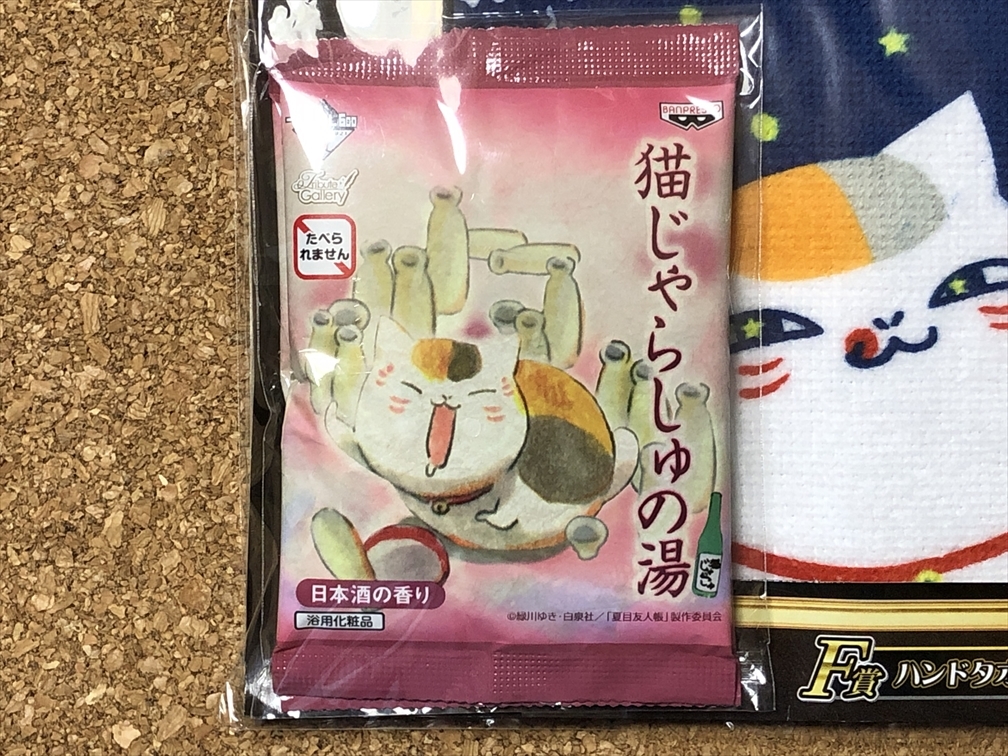 BANPRESTO
Tribute
Gallery
たべら
れません
猫じゃらしゅの湯
日本酒の香り
浴用化粧品
©緑川ゆき・白泉社／「夏目友人帳」製作委員会
F賞 ハンドタオ